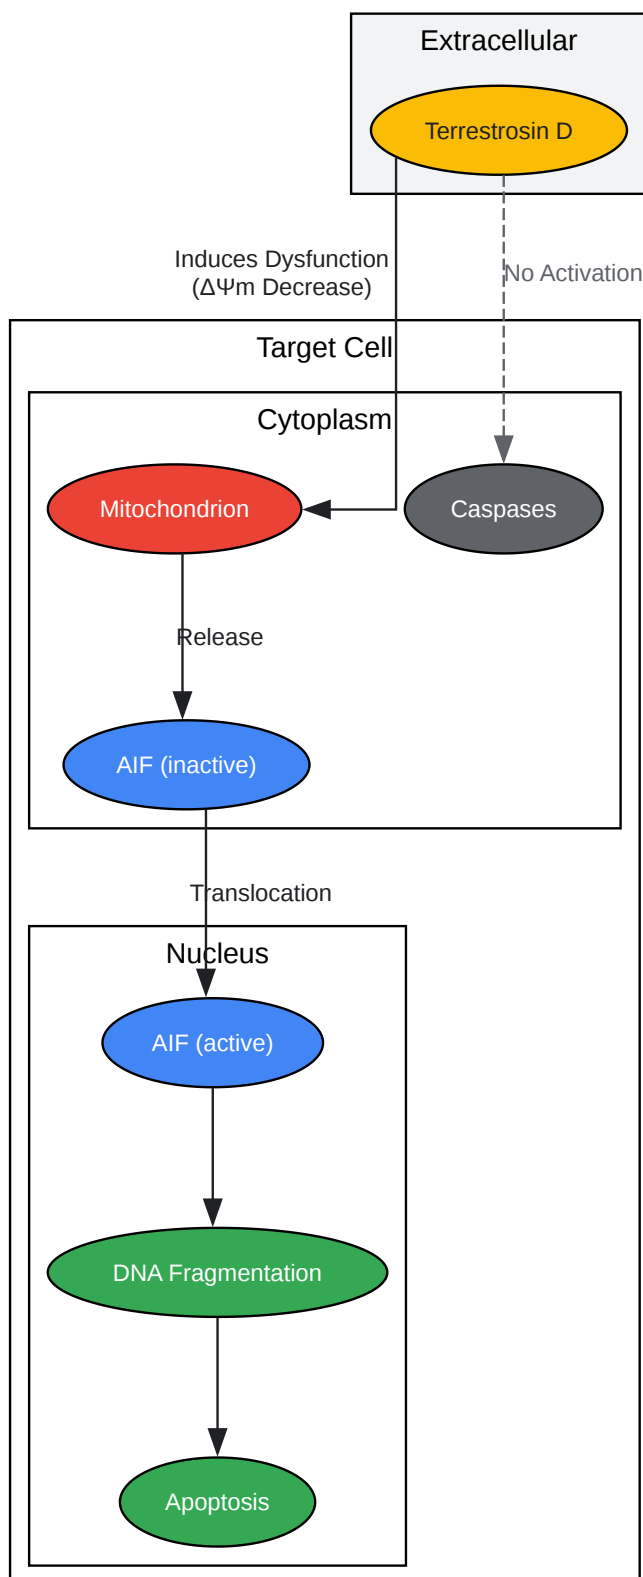 Extracellular
Terrestrosin D
Induces Dysfunction
(ΔΨm Decrease)
No Activation
Target Cell
Cytoplasm
Mitochondrion
Caspases
Release
AIF (inactive)
Translocation
Nucleus
AIF (active)
DNA Fragmentation
Apoptosis